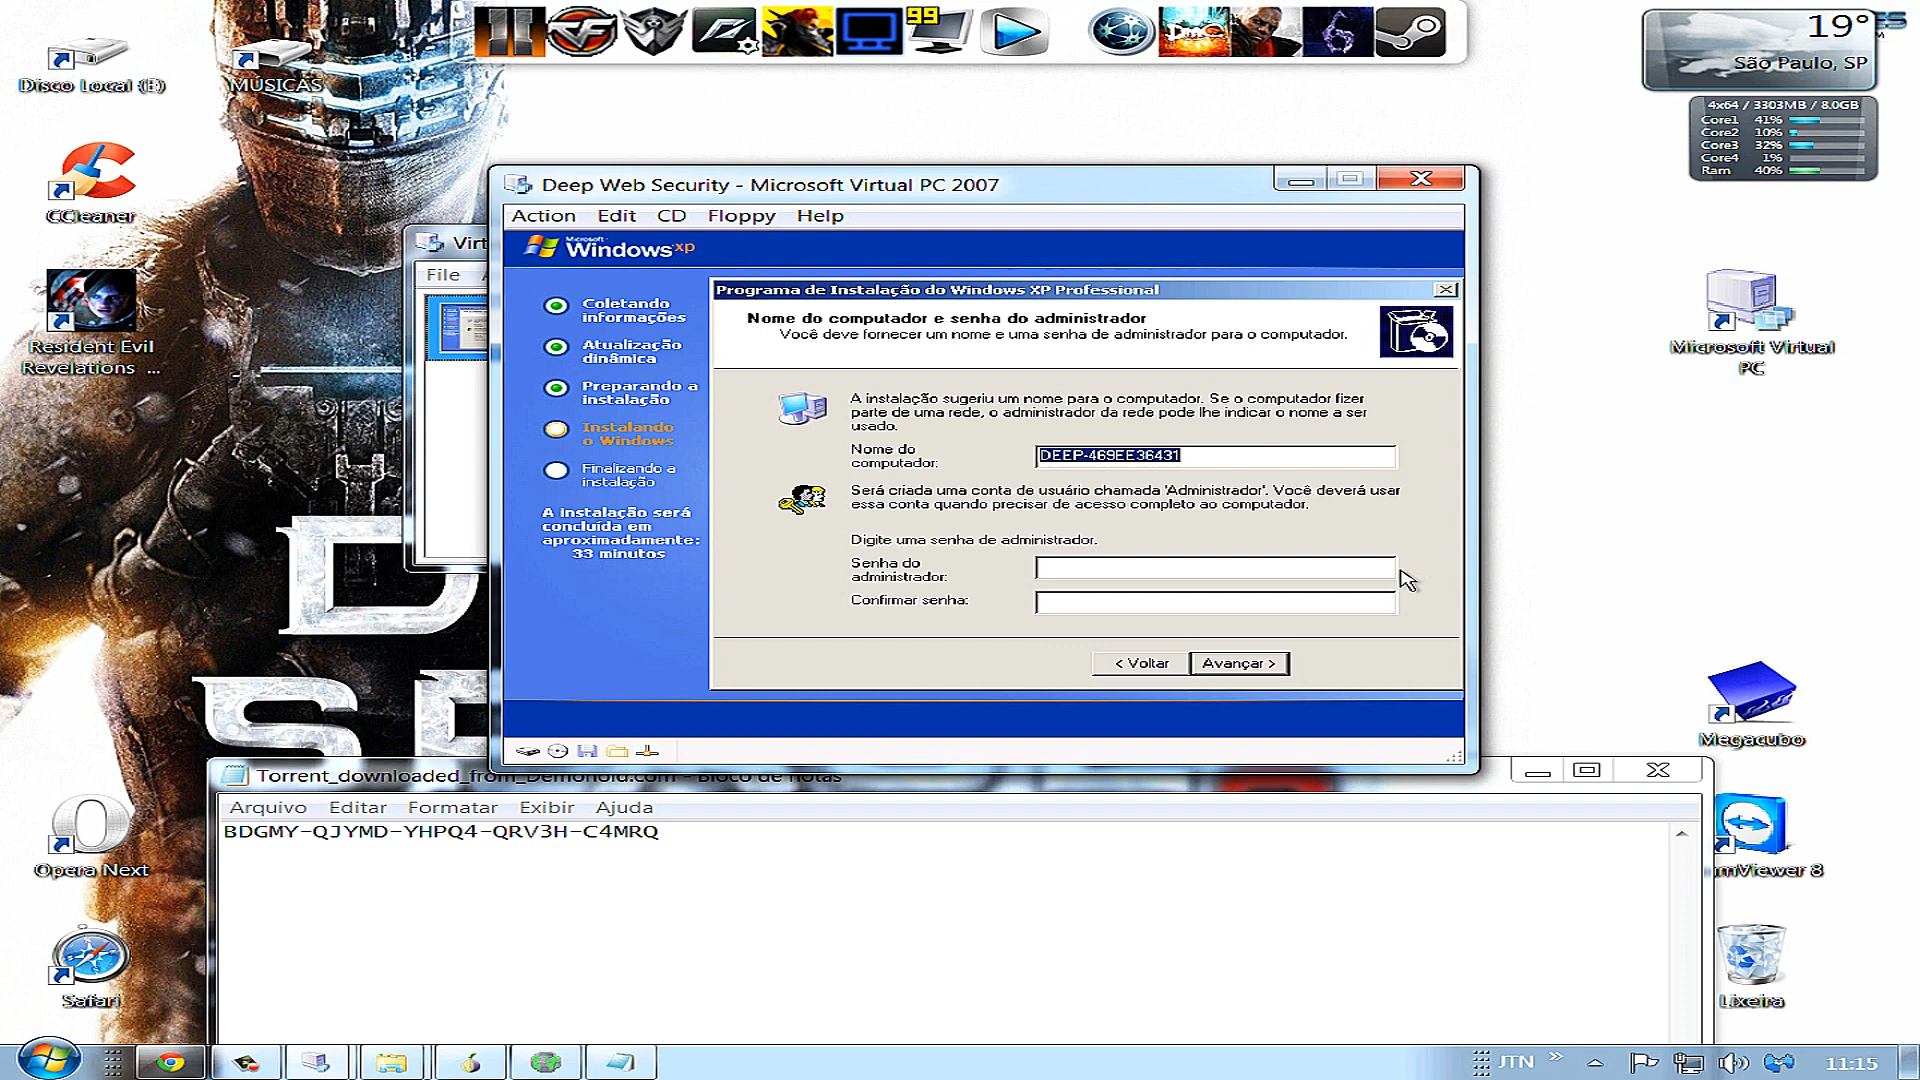 Disco Local (E)
MÚSICAS
CCleaner
Resident Evil
Revelations ...
Opera Next
Safari
99
19°
São Paulo, SP
4x64 / 3303MB / 8.0GB
Core1 41%
Core2 10%
Core3 32%
Core4 1%
Ram 40%
Microsoft Virtual
PC
Megacubo
mViewer 8
Lixeira
Virt
File
Deep Web Security - Microsoft Virtual PC 2007
Action Edit CD Floppy Help
Microsoft
Windows xp
Coletando
informações
Atualização
dinâmica
Preparando a
instalação
Instalando
o Windows
Finalizando a
instalação
A instalação será
concluída em
aproximadamente:
33 minutos
Programa de Instalação do Windows XP Professional
Nome do computador e senha do administrador
Você deve fornecer um nome e uma senha de administrador para o computador.
A instalação sugeriu um nome para o computador. Se o computador fizer
parte de uma rede, o administrador da rede pode lhe indicar o nome a ser
usado.
Nome do
computador:
DEEP-469EE36431
Será criada uma conta de usuário chamada 'Administrador'. Você deverá usar
essa conta quando precisar de acesso completo ao computador.
Digite uma senha de administrador.
Senha do
administrador:
Confirmar senha:
< Voltar
Avançar >
Torrent_downloaded_from_Demonoid.com - Bloco de notas
Arquivo Editar Formatar Exibir Ajuda
BDGMY-QJYMD-YHPQ4-QRV3H-C4MRQ
JTN
11:15